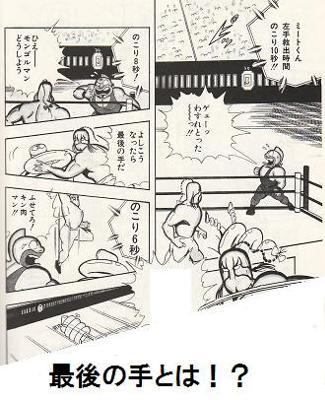 ミートくん
左手救出時間
のこり10秒!!
ゲェーッ
わすれとった
わーっ!!
のこり8秒!
ひえ~
モンゴルマン
どうしよう
よしこう
なったら
最後の手だ
のこり6秒!!
ふせてろ
キン肉
マン!!
最後の手とは!?